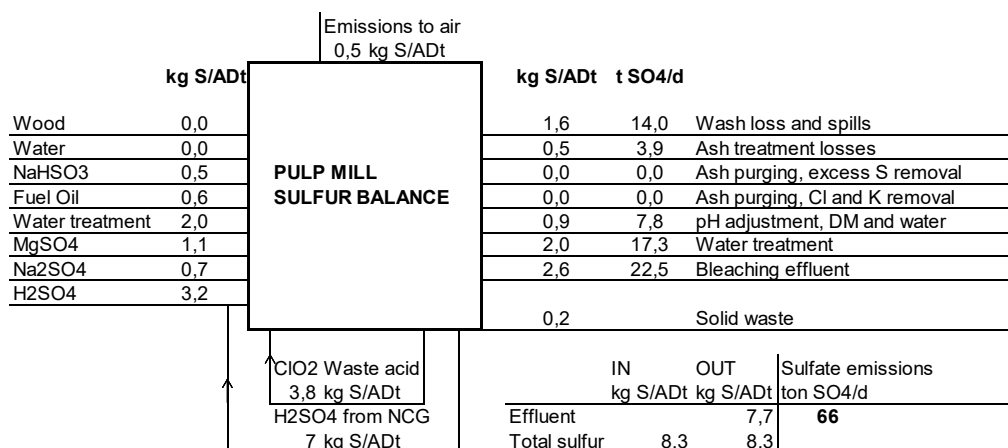 Emissions to air
0,5 kg S/ADt
kg S/ADt kg S/ADt t SO4/d
Wood 0,0 1,6 14,0 Wash loss and spills
Water 0,0 0,5 3,9 Ash treatment losses
NaHSO3 0,5 PULP MILL 0,0 0,0 Ash purging, excess S removal
Fuel Oil 0,6 SULFUR BALANCE 0,0 0,0 Ash purging, Cl and K removal
Water treatment 2,0 0,9 7,8 pH adjustment, DM and water
MgSO4 1,1 2,0 17,3 Water treatment
Na2SO4 0,7 2,6 22,5 Bleaching effluent
H2SO4 3,2
0,2 Solid waste
ClO2 Waste acid IN OUT Sulfate emissions
3,8 kg S/ADt kg S/ADt kg S/ADt ton SO4/d
H2SO4 from NCG Effluent 7,7 66
7 kg S/ADt Total sulfur 8,3 8,3